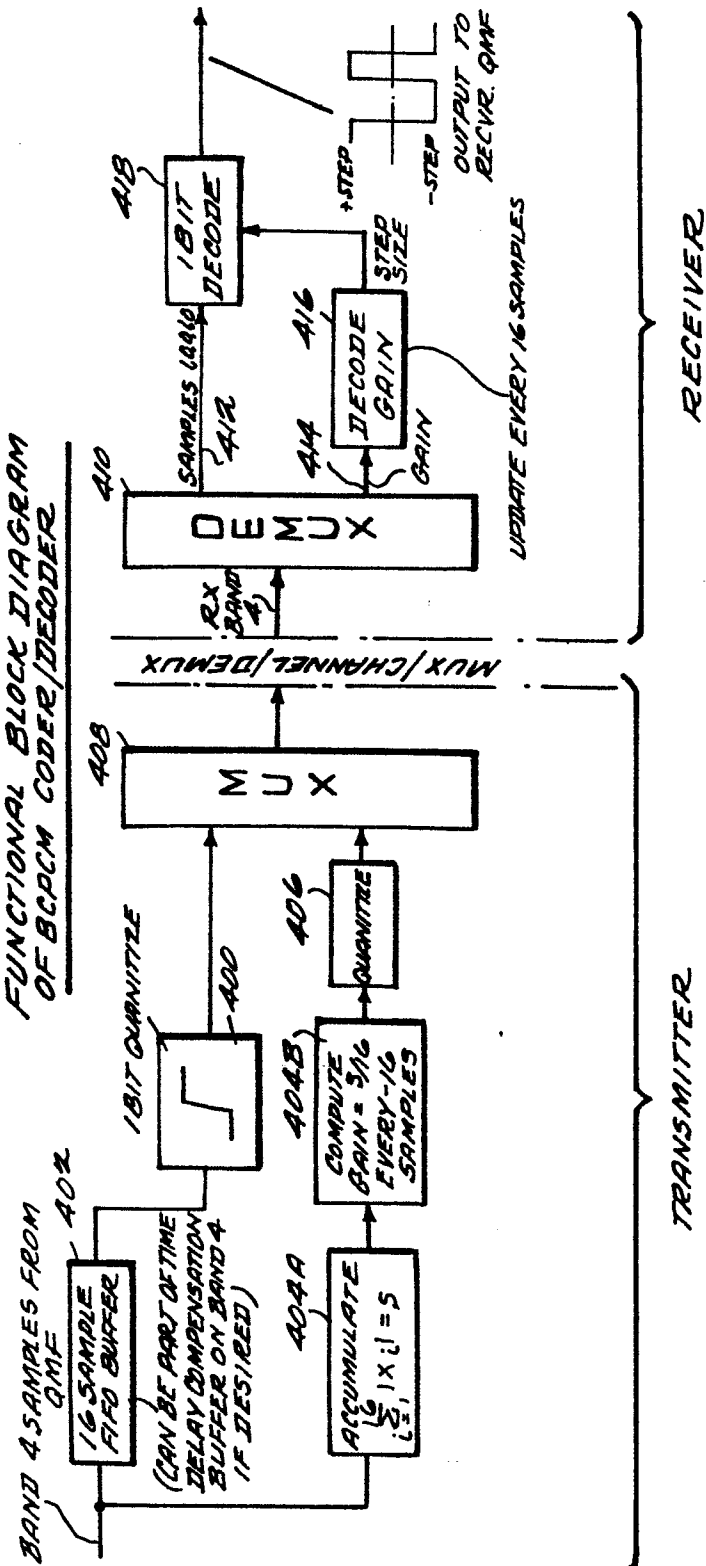 FUNCTIONAL BLOCK DIAGRAM
OF BCPCM CODER/DECODER
BAND 4 SAMPLES FROM
QMF
402
16 SAMPLE
FIFO BUFFER
(CAN BE PART OF TIME
DELAY COMPENSATION
BUFFER ON BAND 4
IF DESIRED)
1 BIT QUANITIZE
400
404A
ACCUMULATE
16
Σ |Xi| = S
i=1
404B
COMPUTE
GAIN = S/16
EVERY-16
SAMPLES
406
QUANITIZE
408
MUX
MUX/CHANNEL/DEMUX
RX
BAND
4
410
DEMUX
SAMPLES
412
414
GAIN
416
DECODE
GAIN
STEP
SIZE
418
1 BIT
DECODE
+STEP
-STEP
OUTPUT TO
RECVR. QMF
UPDATE EVERY 16 SAMPLES
TRANSMITTER
RECEIVER